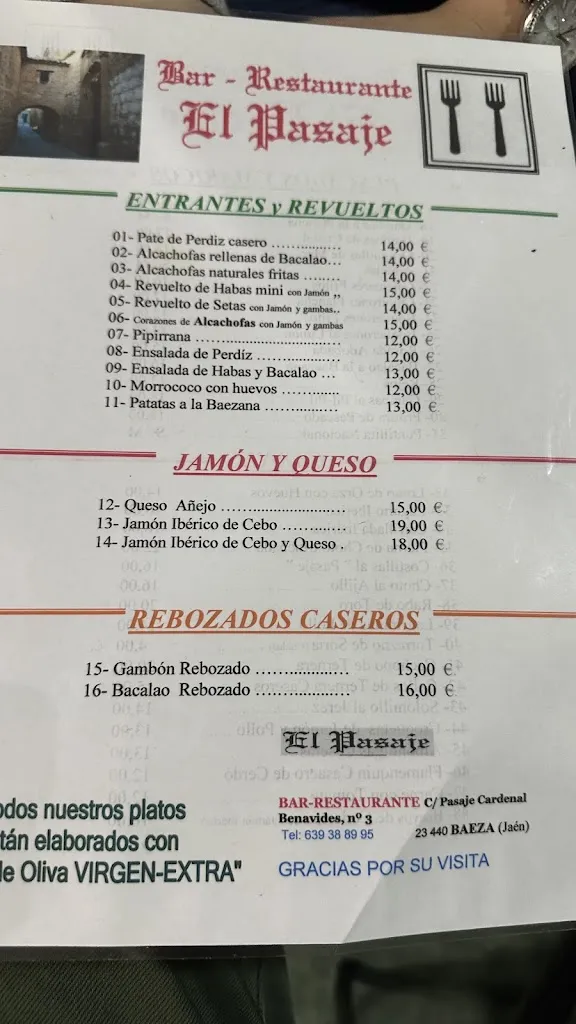 Bar - Restaurante
El Pasaje
ENTRANTES y REVUELTOS
01- Pate de Perdiz casero ................ 14,00 €
02- Alcachofas rellenas de Bacalao... 14,00 €
03- Alcachofas naturales fritas ........ 14,00 €
04- Revuelto de Habas mini con Jamón ,, 15,00 €
05- Revuelto de Setas con Jamón y gambas.. 14,00 €
06- Corazones de Alcachofas con Jamón y gambas 15,00 €
07- Pipirrana ................................ 12,00 €
08- Ensalada de Perdíz .................. 12,00 €
09- Ensalada de Habas y Bacalao ... 13,00 €
10- Morrococo con huevos ............. 12,00 €
11- Patatas a la Baezana ................ 13,00 €
JAMÓN Y QUESO
12- Queso Añejo ........................... 15,00 €
13- Jamón Ibérico de Cebo ............. 19,00 €
14- Jamón Ibérico de Cebo y Queso . 18,00 €
REBOZADOS CASEROS
15- Gambón Rebozado .................... 15,00 €
16- Bacalao Rebozado .................... 16,00 €
El Pasaje
odos nuestros platos
tán elaborados con
le Oliva VIRGEN-EXTRA"
BAR-RESTAURANTE C/ Pasaje Cardenal
Benavides, nº 3
Tel: 639 38 89 95 23 440 BAEZA (Jaén)
GRACIAS POR SU VISITA